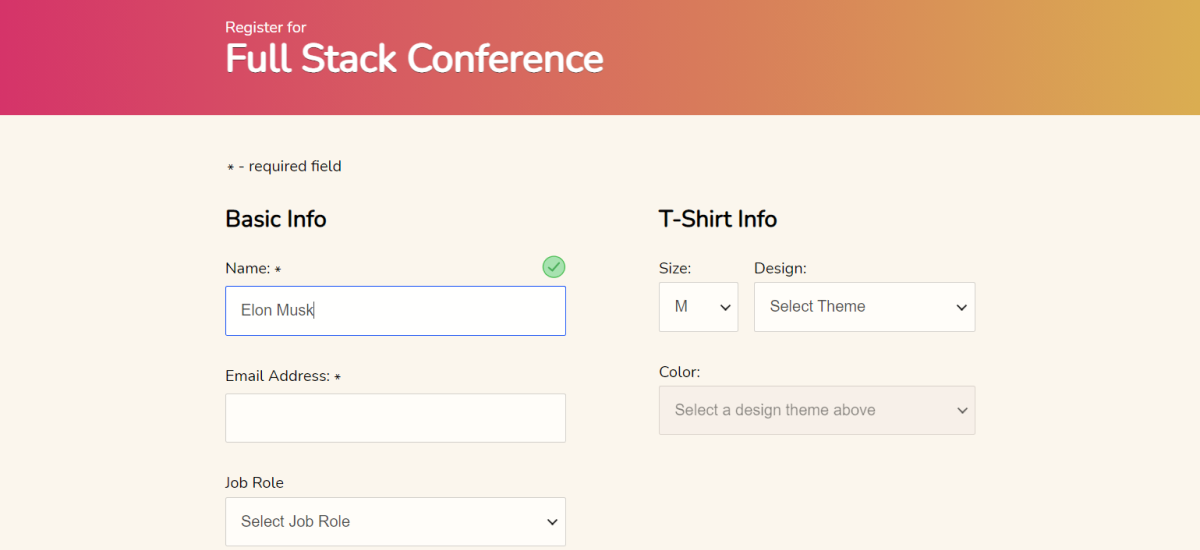 Register for
Full Stack Conference
* - required field
Basic Info
Name: *
Elon Musk
Email Address: *
Job Role
Select Job Role
T-Shirt Info
Size:
Design:
M
Select Theme
Color:
Select a design theme above